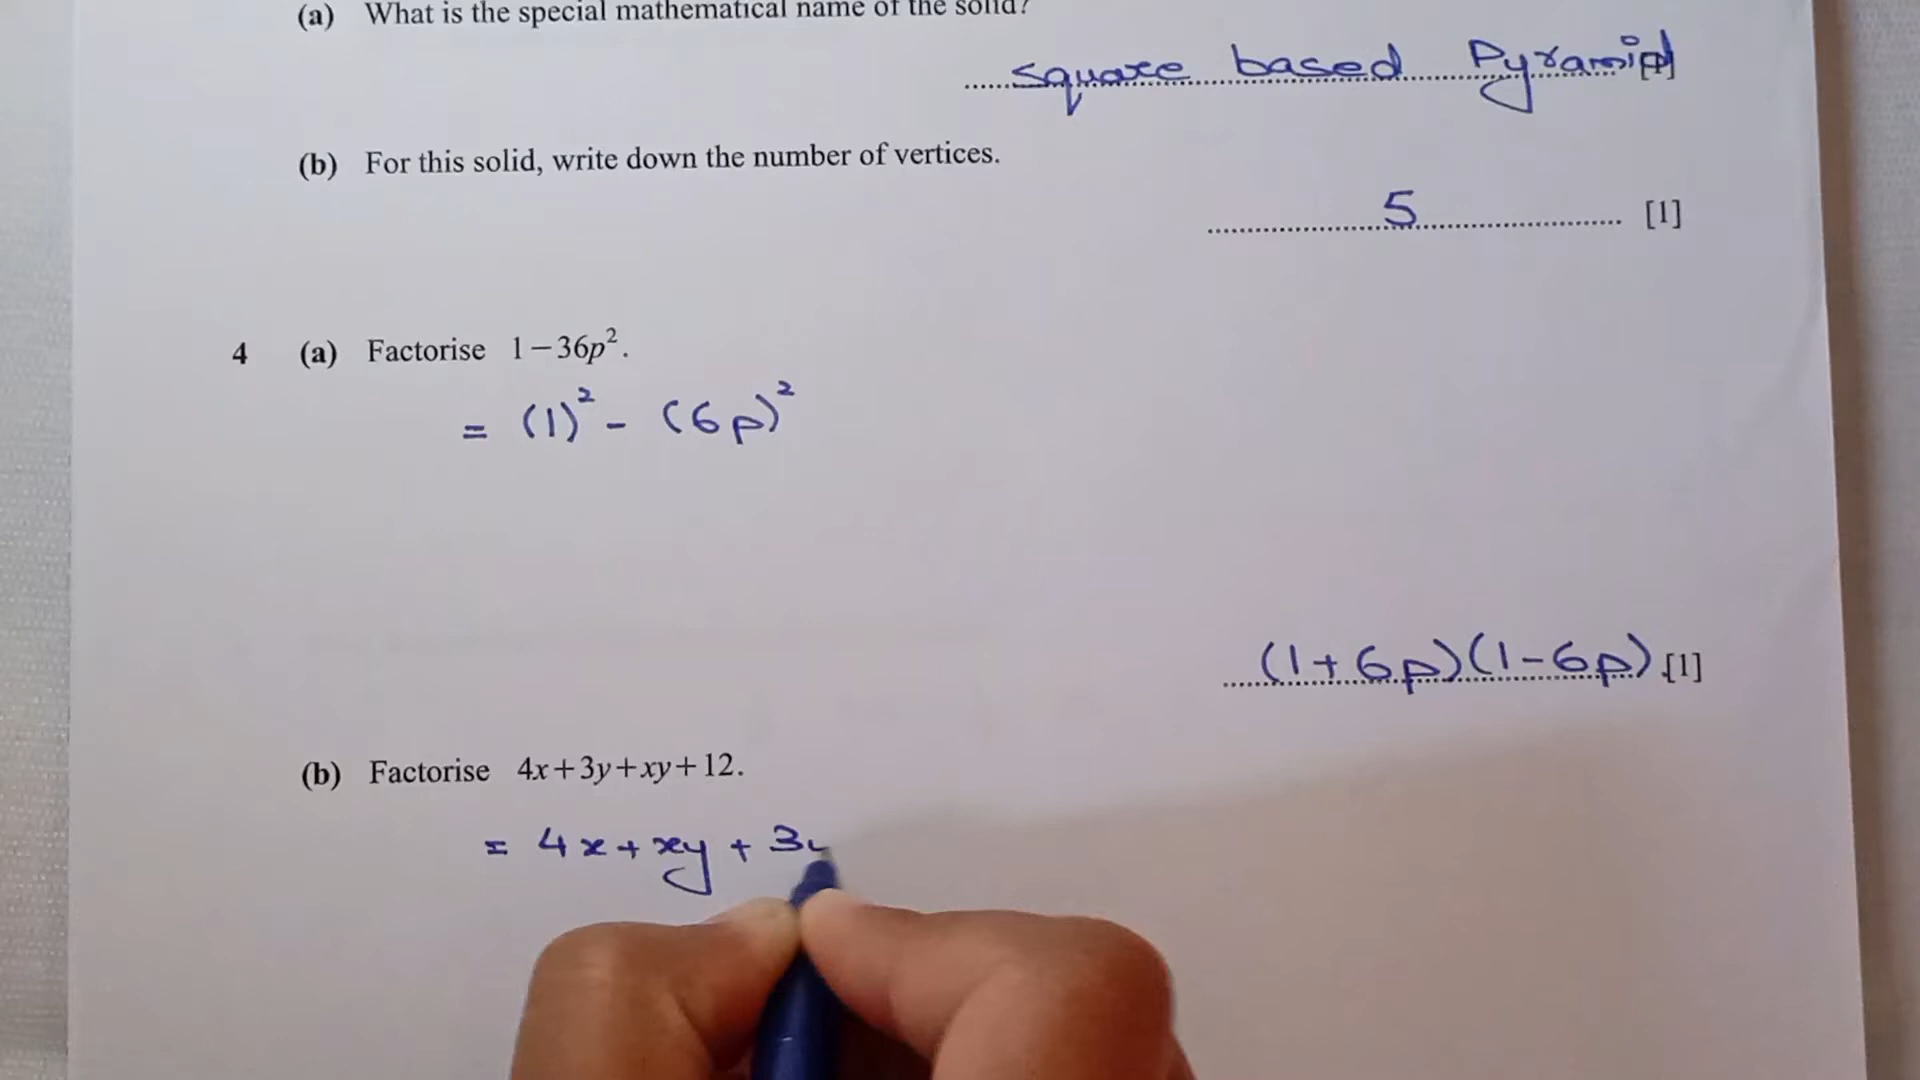 (a) What is the special mathematical name of the solid?
square based Pyramid [1]
(b) For this solid, write down the number of vertices.
5 [1]
4 (a) Factorise 1−36p².
= (1)² - (6p)²
(1+6p)(1-6p) [1]
(b) Factorise 4x+3y+xy+12.
= 4x + xy + 3y